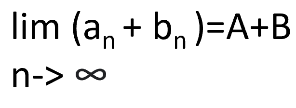 lim (aₙ + bₙ )=A+B
n-> ∞